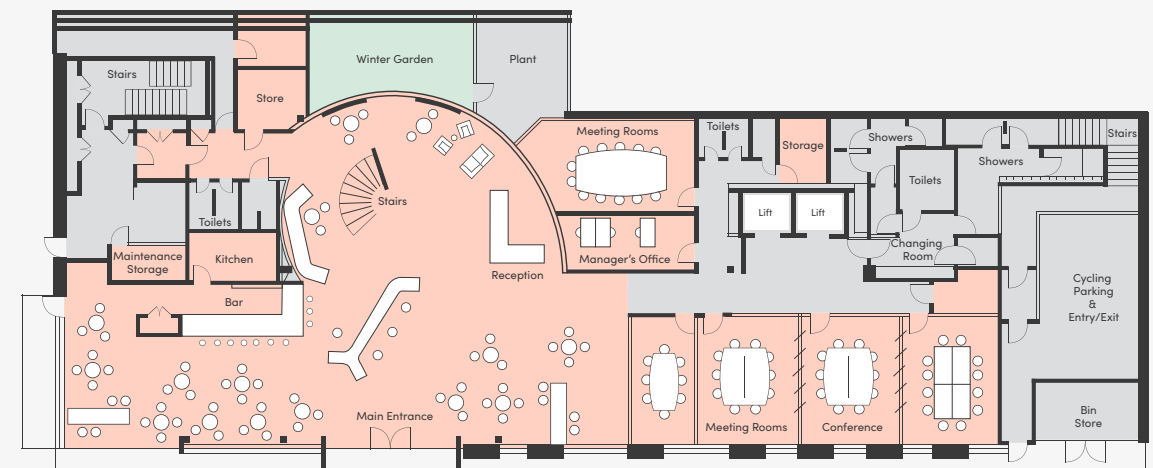 Stairs
Winter Garden
Plant
Store
Meeting Rooms
Toilets
Storage
Showers
Stairs
Showers
Toilets
Stairs
Lift
Lift
Toilets
Maintenance
Storage
Kitchen
Reception
Manager's Office
Changing
Room
Cycling
Parking
&
Entry/Exit
Bar
Main Entrance
Meeting Rooms
Conference
Bin
Store